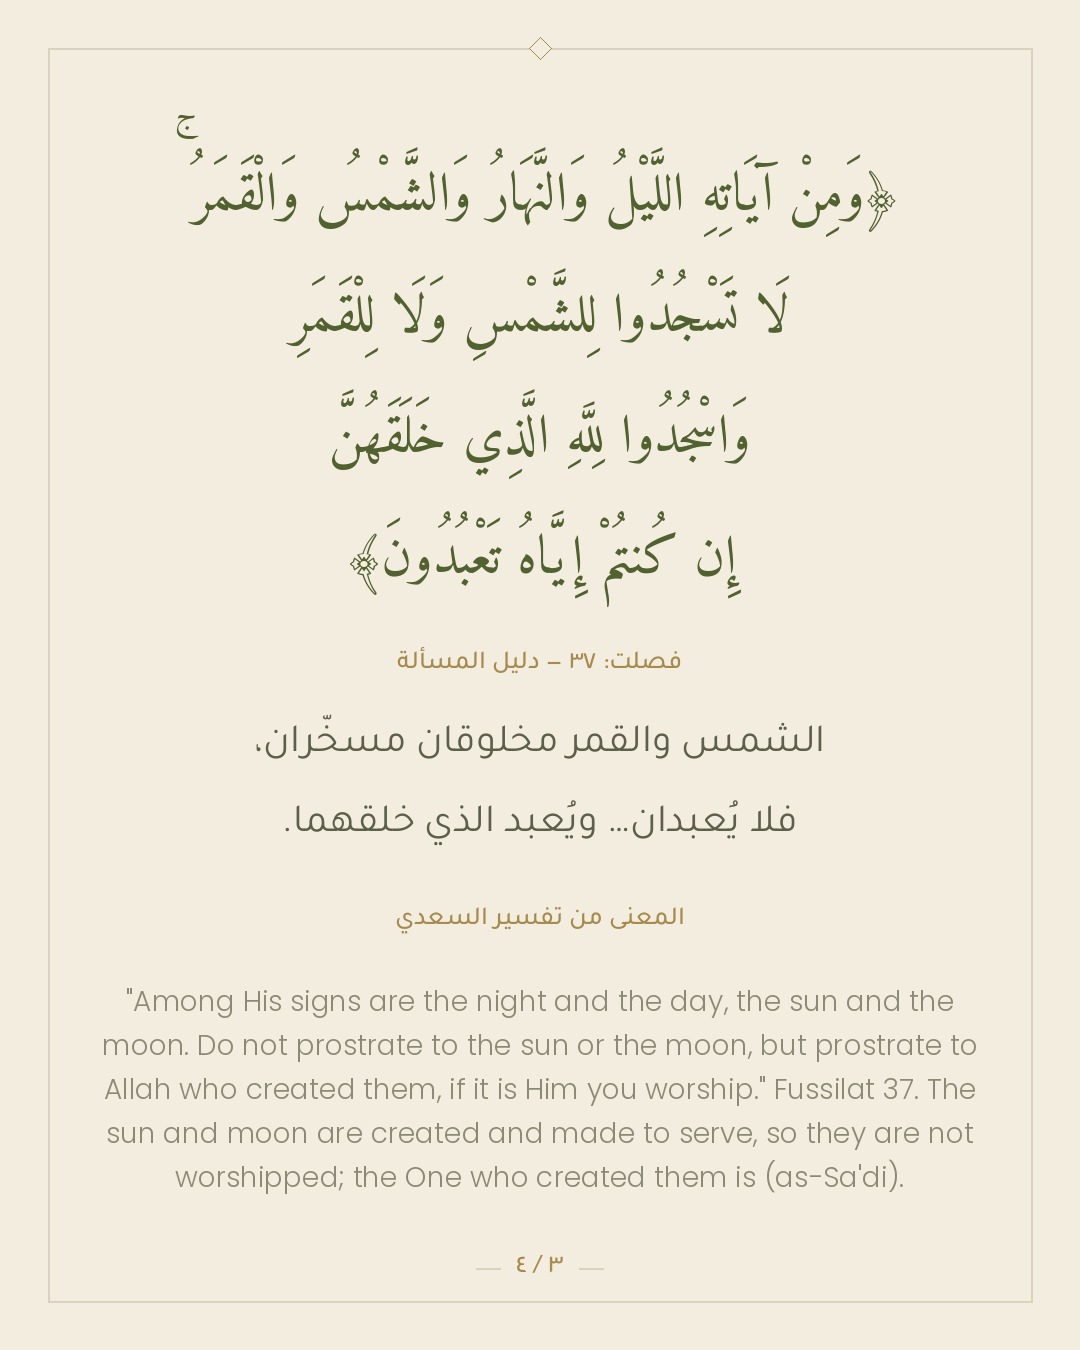 ﴿وَمِنْ آيَاتِهِ اللَّيْلُ وَالنَّهَارُ وَالشَّمْسُ وَالْقَمَرُ ۚ
لَا تَسْجُدُوا لِلشَّمْسِ وَلَا لِلْقَمَرِ
وَاسْجُدُوا لِلَّهِ الَّذِي خَلَقَهُنَّ
إِن كُنتُمْ إِيَّاهُ تَعْبُدُونَ﴾
فصلت: ٣٧ – دليل المسألة
الشمس والقمر مخلوقان مسخّران،
فلا يُعبدان... ويُعبد الذي خلقهما.
المعنى من تفسير السعدي
"Among His signs are the night and the day, the sun and the
moon. Do not prostrate to the sun or the moon, but prostrate to
Allah who created them, if it is Him you worship." Fussilat 37. The
sun and moon are created and made to serve, so they are not
worshipped; the One who created them is (as-Sa'di).
٣ / ٤